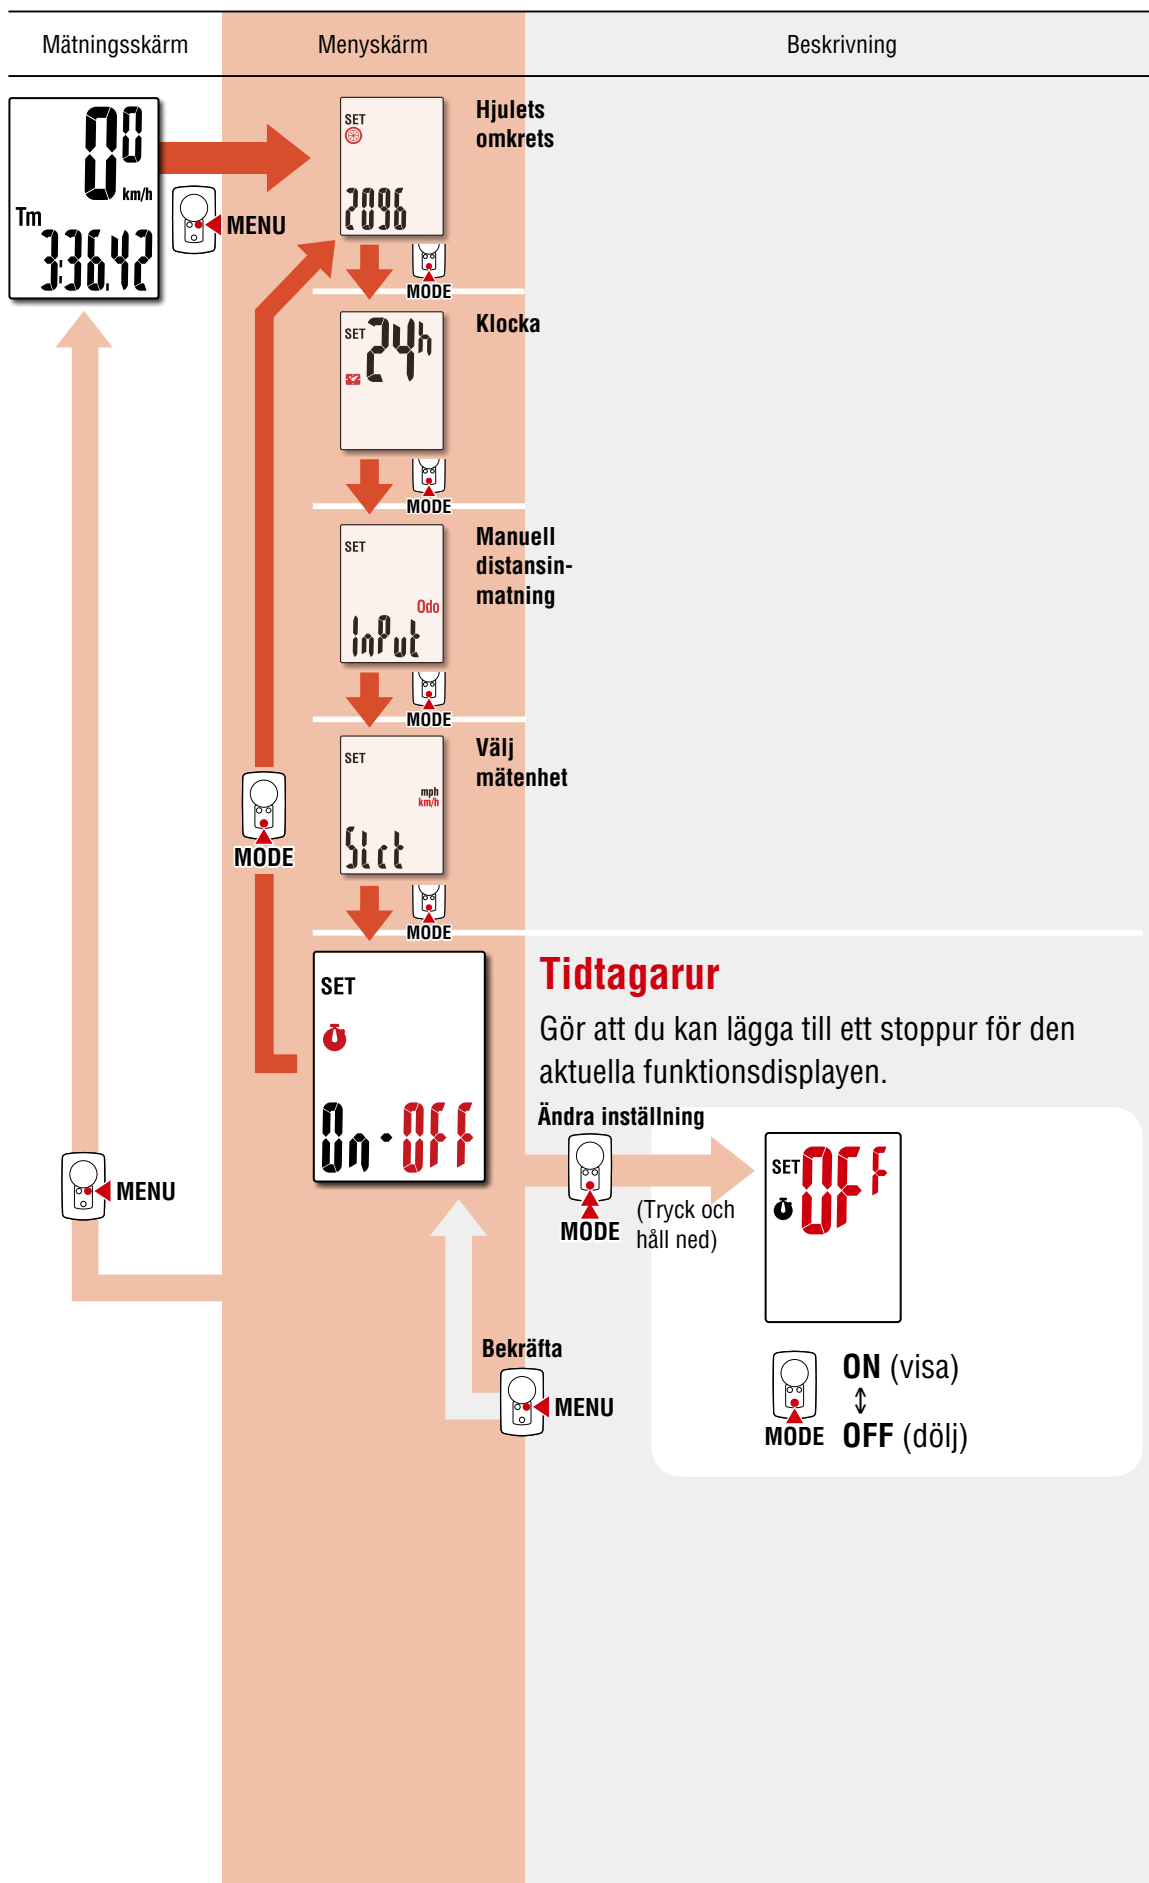 Mätningsskärm
Menyskärm
Beskrivning
00
km/h
Tm
3:36.42
MENU
SET
2096
Hjulets
omkrets
MODE
SET
24h
Klocka
MODE
SET
Odo
InPut
Manuell
distansin-
matning
MODE
SET
mph
km/h
Slct
Välj
mätenhet
MODE
MODE
SET
On·OFF
Tidtagarur
Gör att du kan lägga till ett stoppur för den
aktuella funktionsdisplayen.
Ändra inställning
MODE
(Tryck och
håll ned)
SET
OFF
MENU
Bekräfta
MENU
MODE
ON (visa)
↕
OFF (dölj)